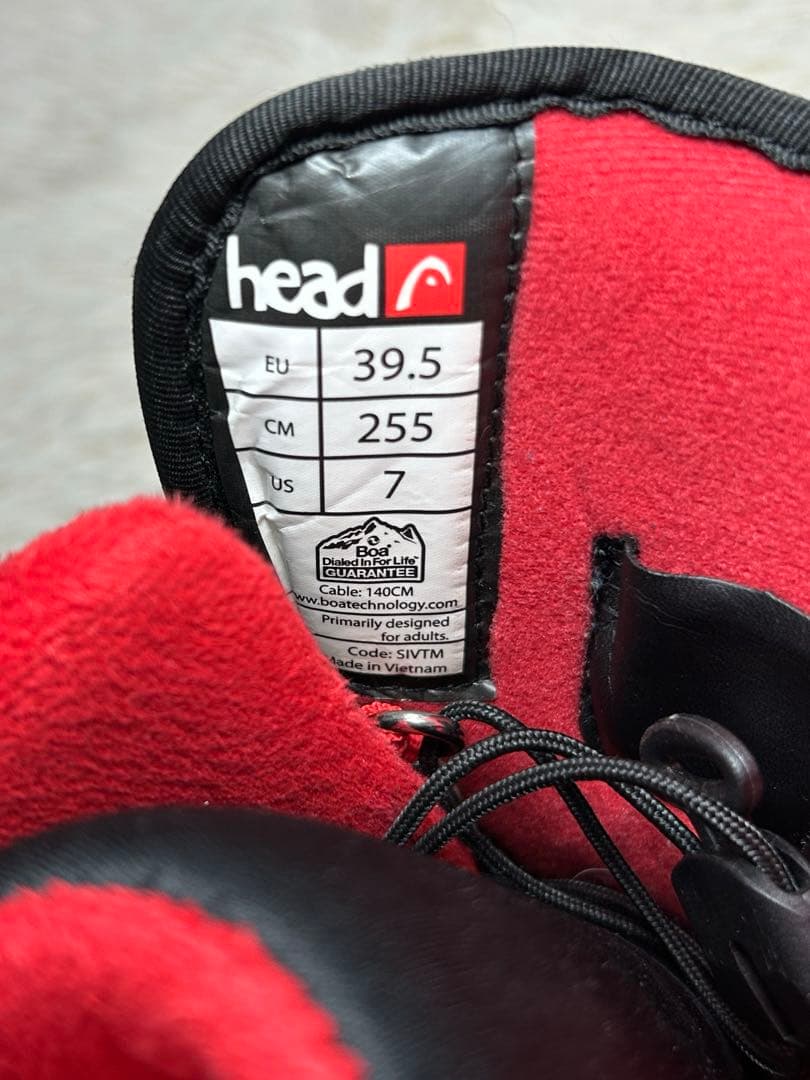 head
EU 39.5
CM 255
US 7
Boa
Dialed In For Life™
GUARANTEE
Cable: 140CM
www.boatechnology.com
Primarily designed
for adults.
Code: SIVTM
Made in Vietnam